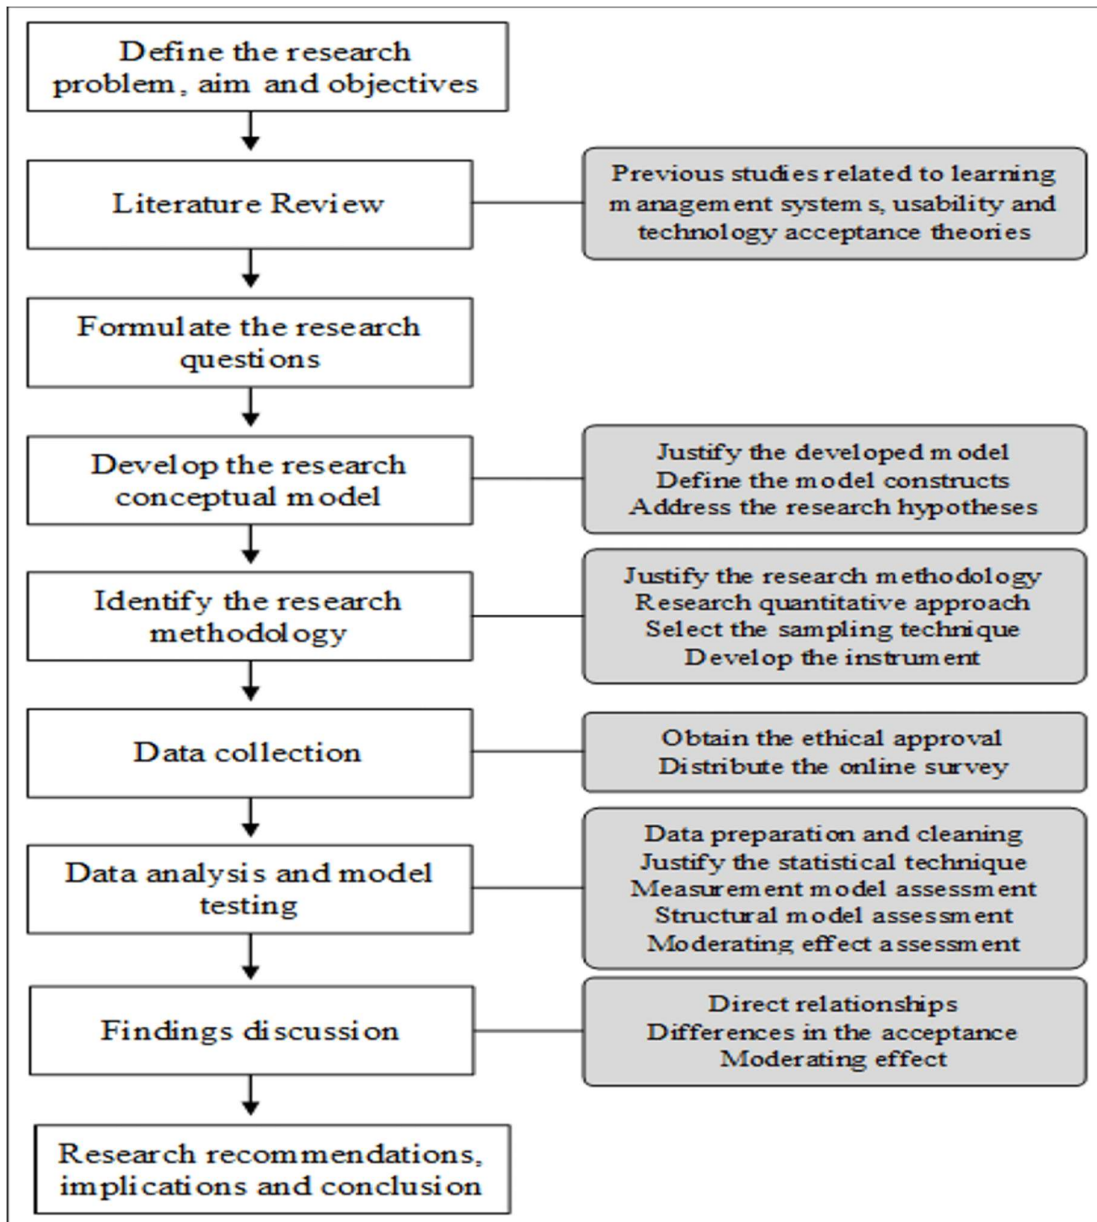 Define the research
problem, aim and objectives
Literature Review
Previous studies related to learning
management systems, usability and
technology acceptance theories
Formulate the research
questions
Develop the research
conceptual model
Justify the developed model
Define the model constructs
Address the research hypotheses
Identify the research
methodology
Justify the research methodology
Research quantitative approach
Select the sampling technique
Develop the instrument
Data collection
Obtain the ethical approval
Distribute the online survey
Data analysis and model
testing
Data preparation and cleaning
Justify the statistical technique
Measurement model assessment
Structural model assessment
Moderating effect assessment
Findings discussion
Direct relationships
Differences in the acceptance
Moderating effect
Research recommendations,
implications and conclusion